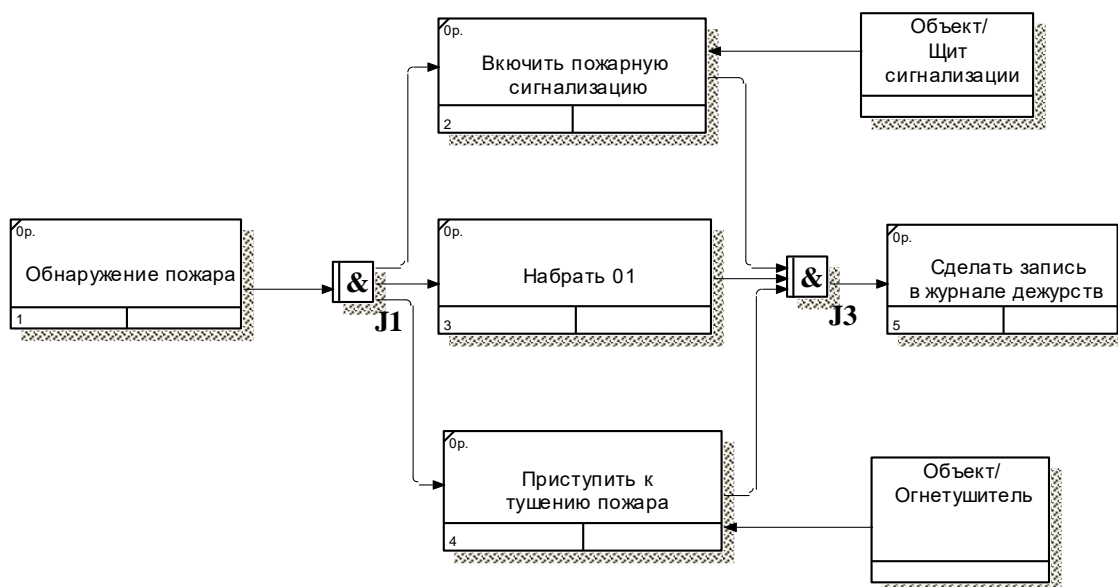 0р.
Вкючить пожарную
сигнализацию
2
Объект/
Щит
сигнализации
0р.
Обнаружение пожара
1
&
J1
0р.
Набрать 01
3
&
J3
0р.
Сделать запись
в журнале дежурств
5
0р.
Приступить к
тушению пожара
4
Объект/
Огнетушитель